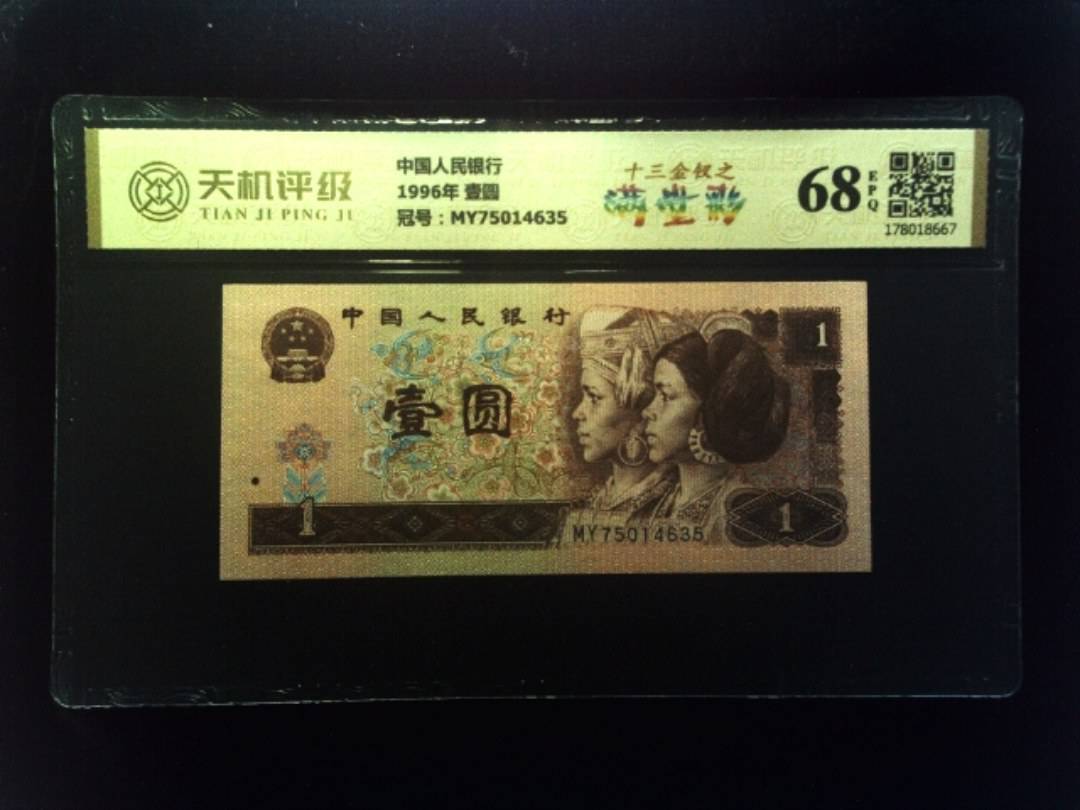 天机评级
TIAN JI PING JI
中国人民银行
1996年 壹圆
冠号：MY75014635
十三金钗之
满堂彩
68
EPQ
178018667
中国人民银行
1
壹圆
1
MY75014635
1